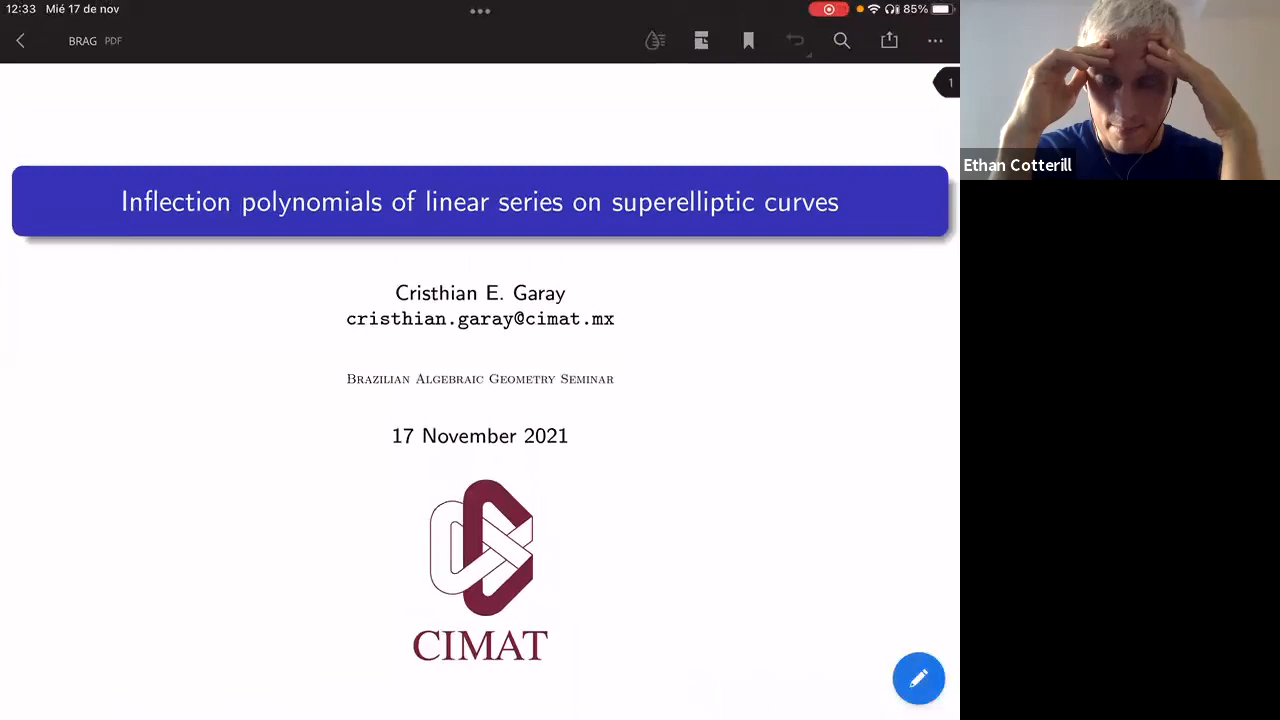 12:33 Mié 17 de nov
85%
BRAG PDF
1
Inflection polynomials of linear series on superelliptic curves
Cristhian E. Garay
cristhian.garay@cimat.mx
Brazilian Algebraic Geometry Seminar
17 November 2021
CIMAT
Ethan Cotterill